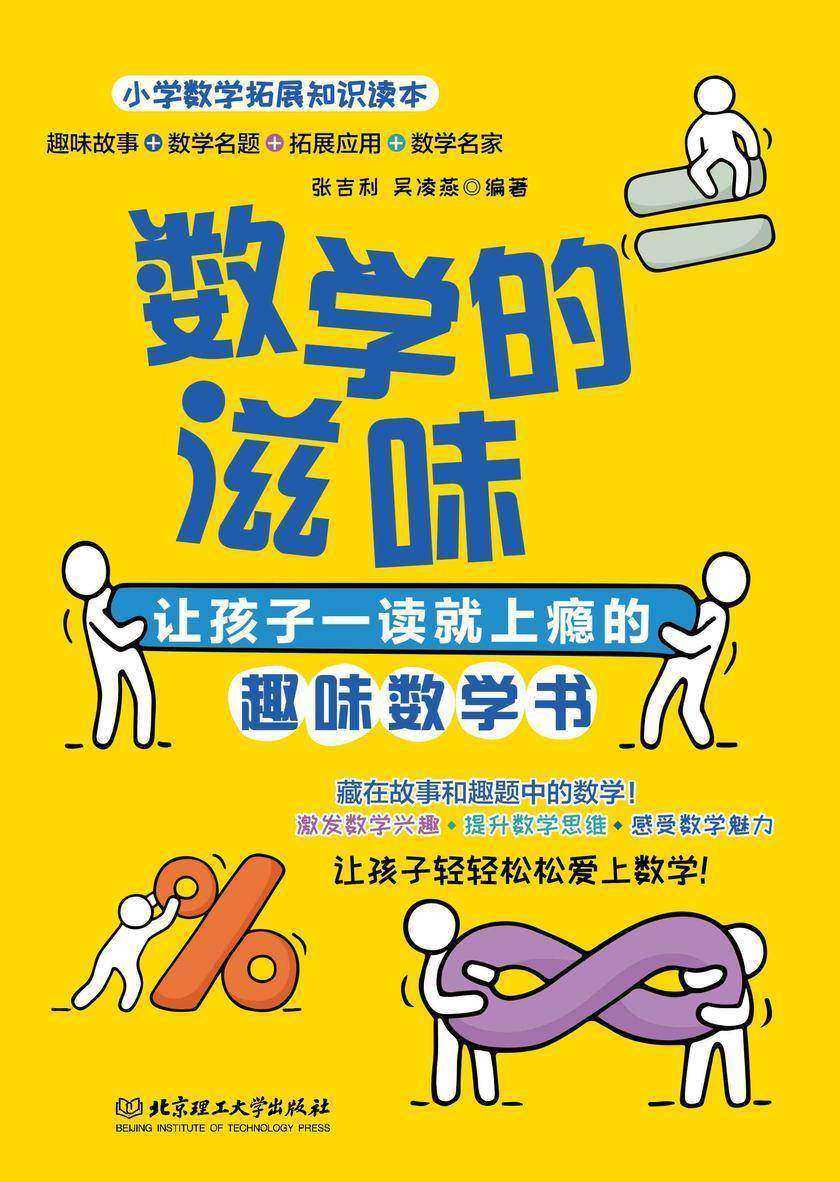 小学数学拓展知识读本
趣味故事+数学名题+拓展应用+数学名家
张吉利 吴凌燕◎编著
数学的
滋味
让孩子一读就上瘾的
趣味数学书
藏在故事和趣题中的数学!
激发数学兴趣◆提升数学思维◆感受数学魅力
让孩子轻轻松松爱上数学!
%
北京理工大学出版社
BEIJING INSTITUTE OF TECHNOLOGY PRESS